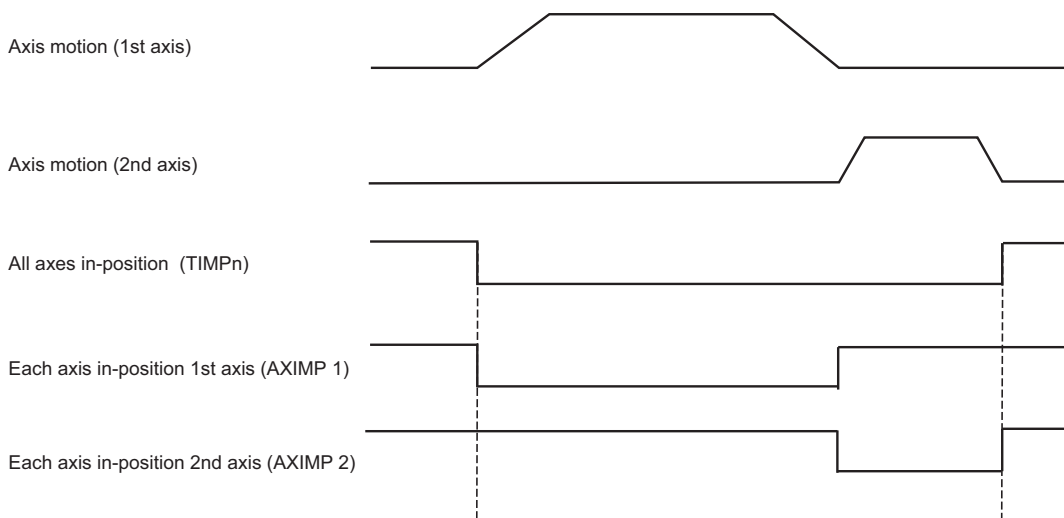 Axis motion (1st axis)
Axis motion (2nd axis)
All axes in-position (TIMPn)
Each axis in-position 1st axis (AXIMP 1)
Each axis in-position 2nd axis (AXIMP 2)